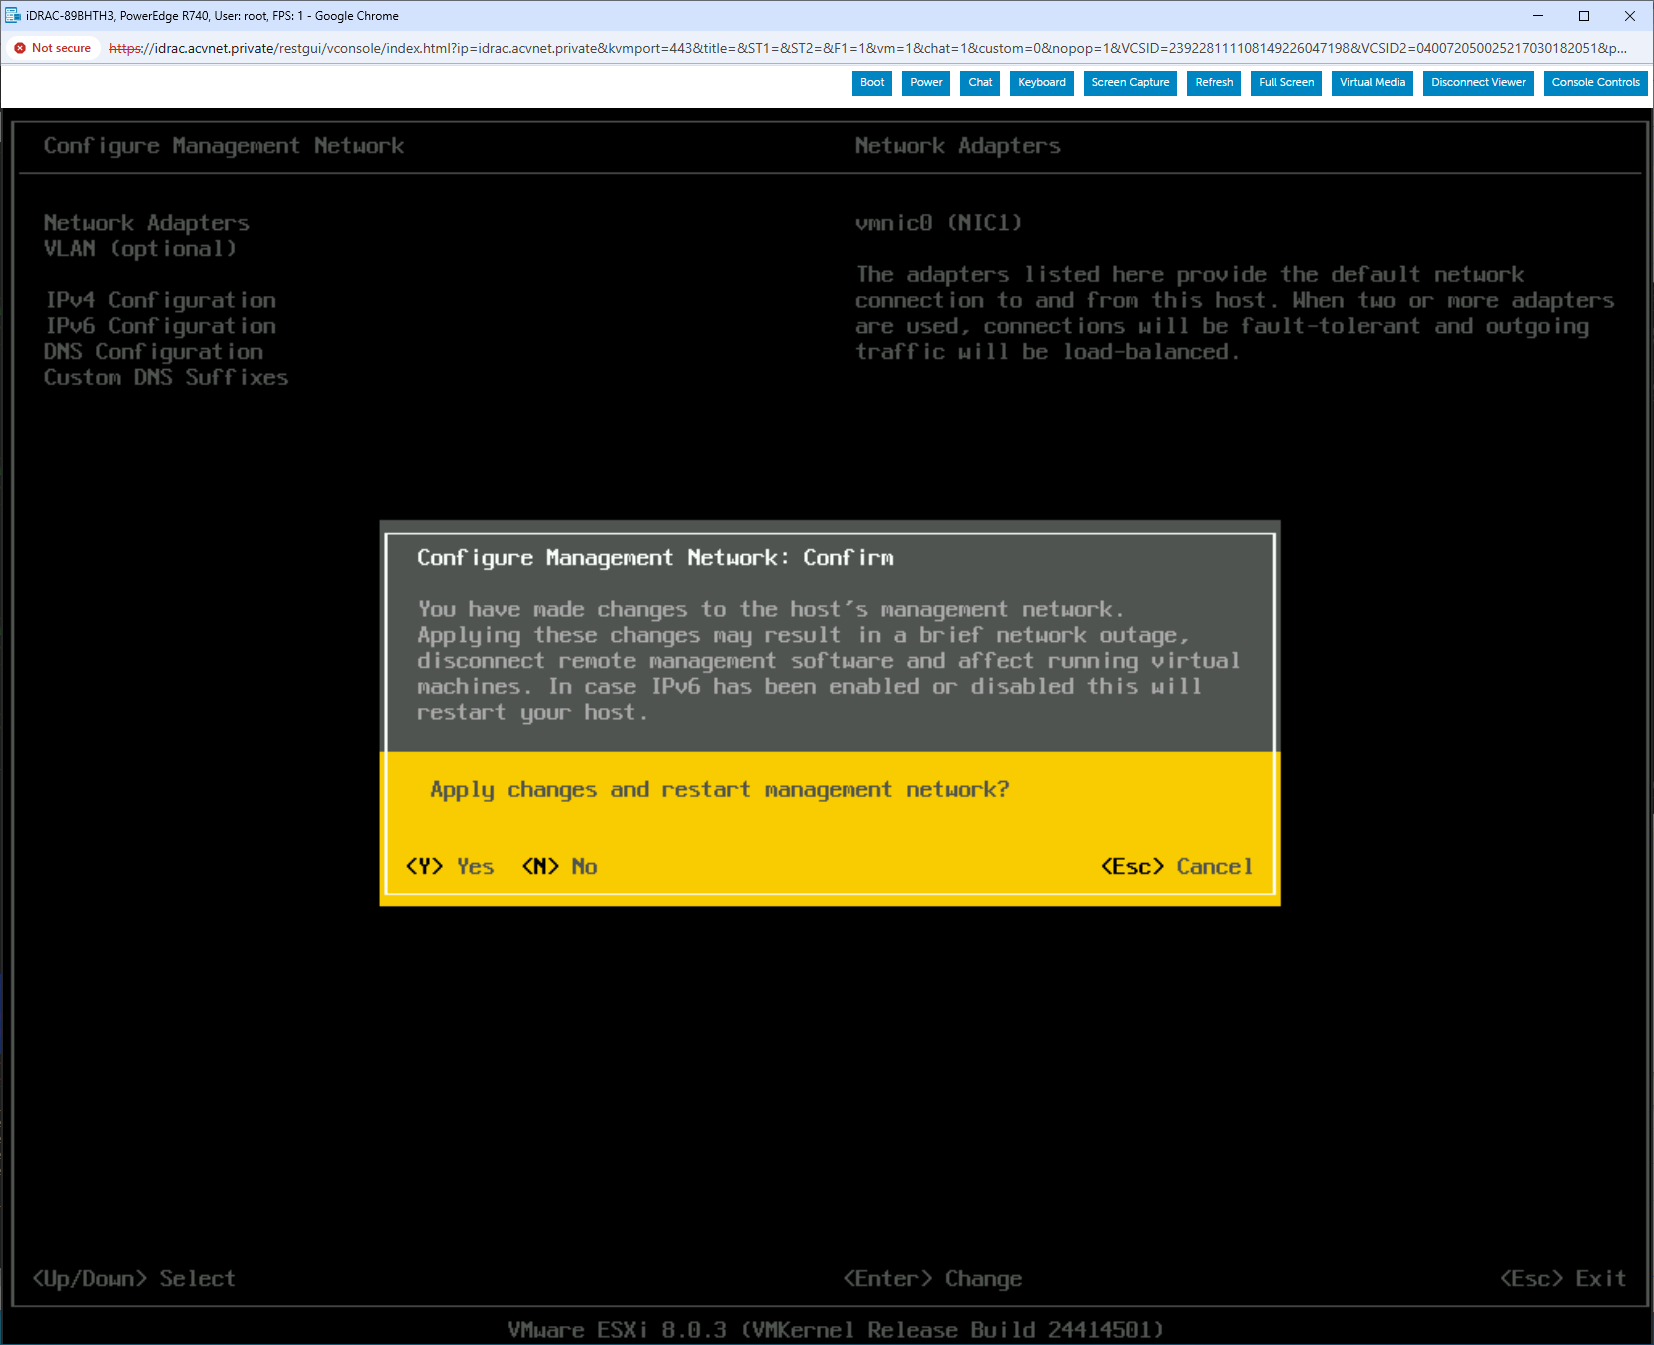 iDRAC-89BHTH3, PowerEdge R740, User: root, FPS: 1 - Google Chrome
Not secure https://idrac.acvnet.private/restgui/vconsole/index.html?ip=idrac.acvnet.private&kvmport=443&title=&ST1=&ST2=&F1=1&vm=1&chat=1&custom=0&nopop=1&VCSID=239228111108149226047198&VCSID2=040072050025217030182051&p...
Boot Power Chat Keyboard Screen Capture Refresh Full Screen Virtual Media Disconnect Viewer Console Controls
Configure Management Network
Network Adapters
Network Adapters
VLAN (optional)
IPv4 Configuration
IPv6 Configuration
DNS Configuration
Custom DNS Suffixes
vmnic0 (NIC1)
The adapters listed here provide the default network
connection to and from this host. When two or more adapters
are used, connections will be fault-tolerant and outgoing
traffic will be load-balanced.
Configure Management Network: Confirm
You have made changes to the host's management network.
Applying these changes may result in a brief network outage,
disconnect remote management software and affect running virtual
machines. In case IPv6 has been enabled or disabled this will
restart your host.
Apply changes and restart management network?
<Y> Yes <N> No
<Esc> Cancel
<Up/Down> Select
<Enter> Change
<Esc> Exit
VMware ESXi 8.0.3 (VMKernel Release Build 24414501)